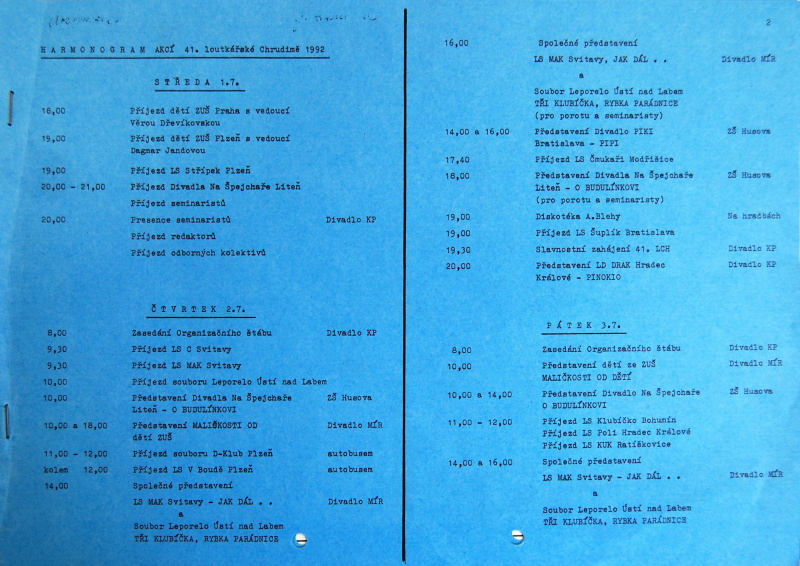 HARMONOGRAM AKCÍ 41. loutkářské Chrudimě 1992
STŘEDA 1.7.
18,00 Příjezd dětí ZUŠ Praha s vedoucí
Věrou Dřevíkovskou
19,00 Příjezd dětí ZUŠ Plzeň s vedoucí
Dagmar Jandovou
19,00 Příjezd LS Střípek Plzeň
20,00 - 21,00 Příjezd Divadla Na Špejchaře Liteň
Příjezd seminaristů
20,00 Presence seminaristů Divadlo KP
Příjezd redaktorů
Příjezd odborných kolektivů
ČTVRTEK 2.7.
8,00 Zasedání Organizačního štábu Divadlo KP
9,30 Příjezd LS C Svitavy
9,30 Příjezd LS MAK Svitavy
10,00 Příjezd souboru Leporelo Ústí nad Labem
10,00 Představení Divadla Na Špejchaře ZŠ Husova
Liteň - O BUDULÍNKOVI
10,00 a 18,00 Představení MALIČKOSTI OD Divadlo MÍR
dětí ZUŠ
11,00 - 12,00 Příjezd souboru D-Klub Plzeň autobusem
kolem 12,00 Příjezd LS V Boudě Plzeň autobusem
14,00 Společné představení
LS MAK Svitavy - JAK DÁL . . Divadlo MÍR
a
Soubor Leporelo Ústí nad Labem
TŘI KLUBÍČKA, RYBKA PARÁDNICE
2
16,00 Společné představení
LS MAK Svitavy, JAK DÁL . . Divadlo MÍR
a
Soubor Leporelo Ústí nad Labem
TŘI KLUBÍČKA, RYBKA PARÁDNICE
(pro porotu a seminaristy)
14,00 a 16,00 Představení Divadlo PIKI ZŠ Husova
Bratislava - PIPI
17,40 Příjezd LS Čmukaři Modřišice
18,00 Představení Divadla Na Špejchaře ZŠ Husova
Liteň - O BUDULÍNKOVI
(pro porotu a seminaristy)
19,00 Diskotéka A.Blehy Na hradbách
19,00 Příjezd LS Šuplík Bratislava
19,30 Slavnostní zahájení 41. LCH Divadlo KP
20,00 Představení LD DRAK Hradec Divadlo KP
Králové - PINOKIO
PÁTEK 3.7.
8,00 Zasedání Organizačního štábu Divadlo KP
10,00 Představení dětí ze ZUŠ Divadlo MÍR
MALIČKOSTI OD DĚTÍ
10,00 a 14,00 Představení Divadlo Na Špejchaře ZŠ Husova
O BUDULÍNKOVI
11,00 - 12,00 Příjezd LS Klubíčko Bohunín
Příjezd LS Poli Hradec Králové
Příjezd LS KUK Ratíškovice
14,00 a 16,00 Společné představení
LS MAK Svitavy - JAK DÁL . . Divadlo MÍR
a
Soubor Leporelo Ústí nad Labem
TŘI KLUBÍČKA, RYBKA PARÁDNICE